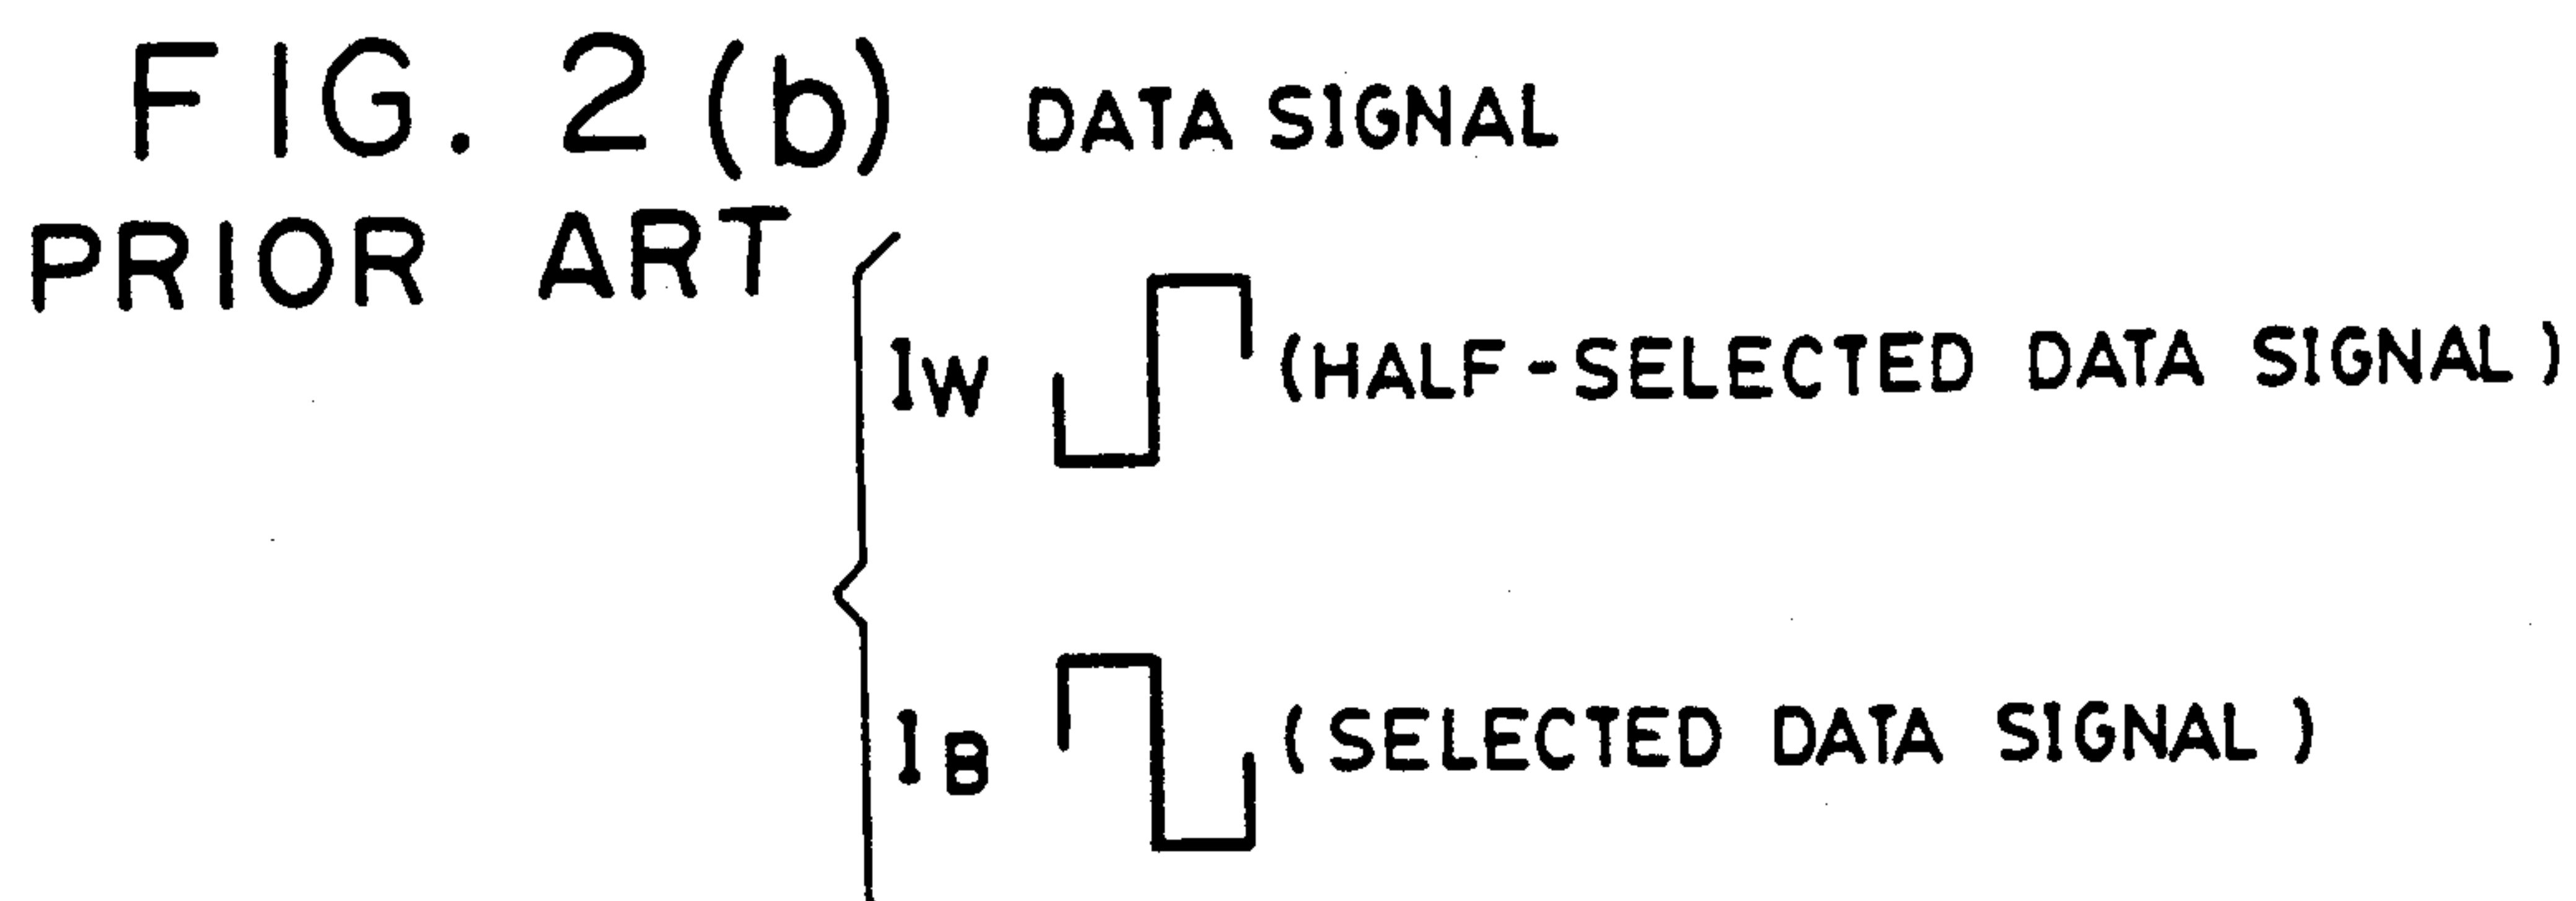 FIG. 2(b) DATA SIGNAL
PRIOR ART
IW (HALF-SELECTED DATA SIGNAL)
IB (SELECTED DATA SIGNAL)